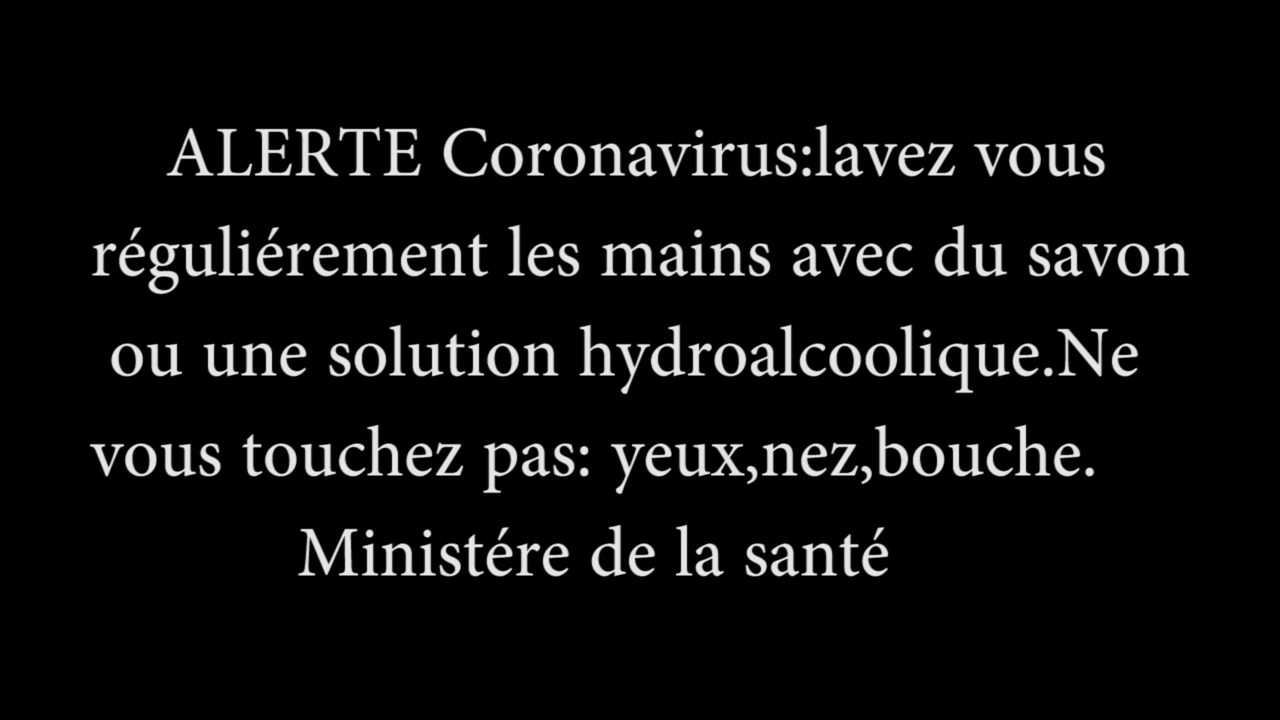 ALERTE Coronavirus:lavez vous
réguliérement les mains avec du savon
ou une solution hydroalcoolique.Ne
vous touchez pas: yeux,nez,bouche.
Ministére de la santé